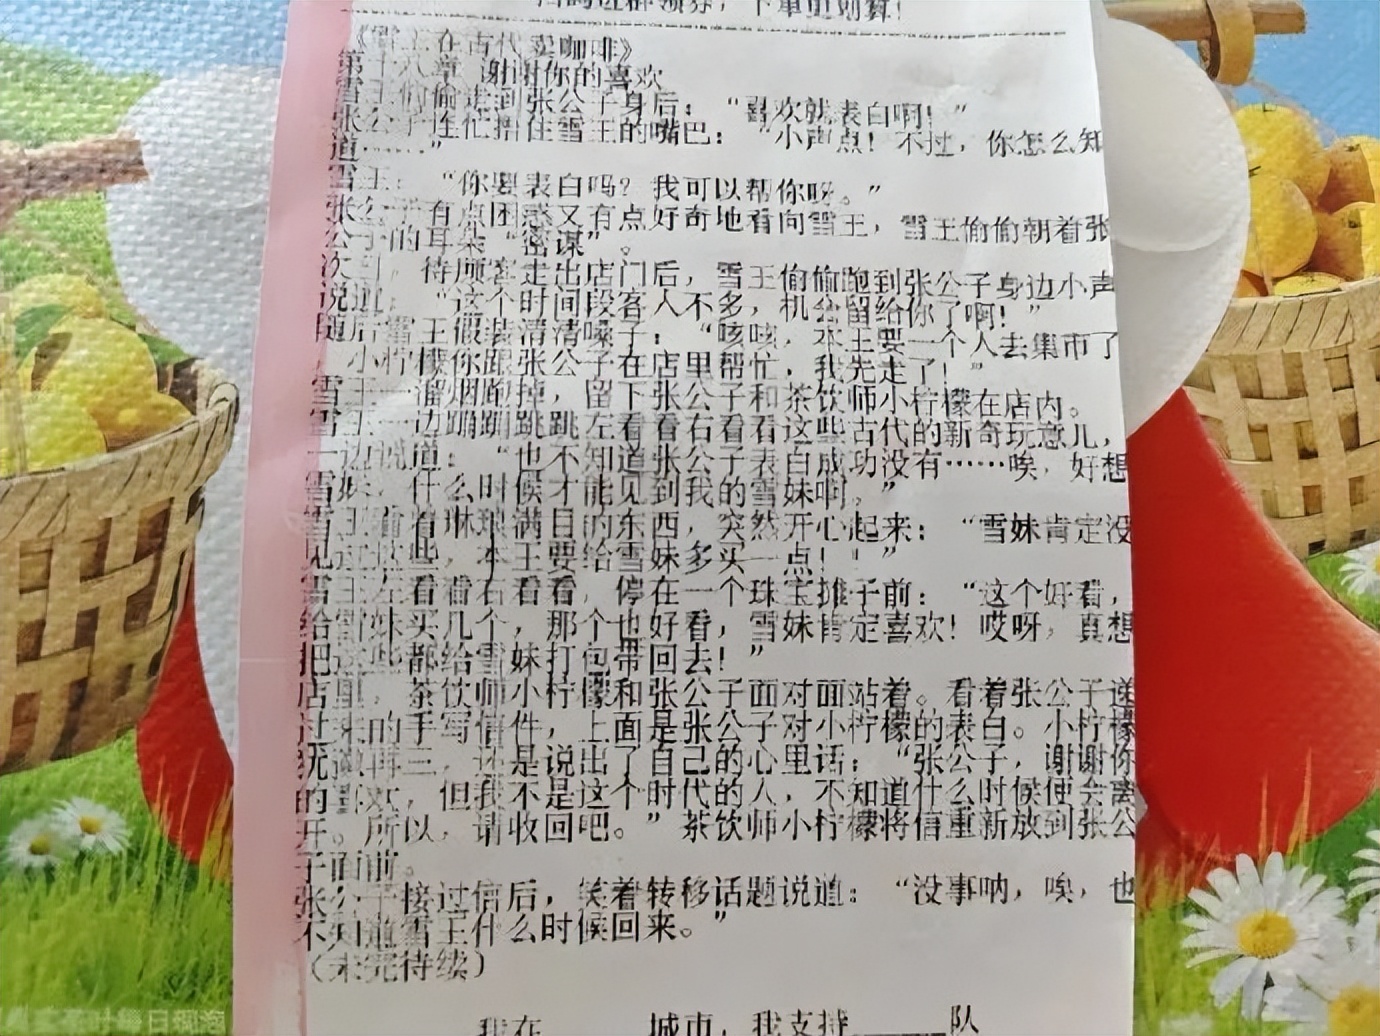 扫码进群领券，下单更划算！
《雪王在古代卖咖啡》
第十八章 谢谢你的喜欢
雪王偷偷走到张公子身后：“喜欢就表白啊！”
张公子连忙捂住雪王的嘴巴：“小声点！不过，你怎么知
道……”
雪王：“你要表白吗？我可以帮你呀。”
张公子有点困惑又有点好奇地看向雪王，雪王偷偷朝着张
公子的耳朵“密谋”。
次日，待顾客走出店门后，雪王偷偷跑到张公子身边小声
说道：“这个时间段客人不多，机会留给你了啊！”
随后雪王假装清清嗓子：“咳咳，本王要一个人去集市了
，小柠檬你跟张公子在店里帮忙，我先走了！”
雪王一溜烟跑掉，留下张公子和茶饮师小柠檬在店内。
雪王一边蹦蹦跳跳左看看右看看这些古代的新奇玩意儿，
一边说道：“也不知道张公子表白成功没有……唉，好想
雪妹，什么时候才能见到我的雪妹啊。”
雪王看着琳琅满目的东西，突然开心起来：“雪妹肯定没
见过这些，本王要给雪妹多买一点！！”
雪王左看看右看看，停在一个珠宝摊子前：“这个好看，
给雪妹买几个，那个也好看，雪妹肯定喜欢！哎呀，真想
把这些都给雪妹打包带回去！”
店里，茶饮师小柠檬和张公子面对面站着。看着张公子递
过来的手写信件，上面是张公子对小柠檬的表白。小柠檬
犹豫再三，还是说出了自己的心里话：“张公子，谢谢你
的喜欢，但我不是这个时代的人，不知道什么时候便会离
开。所以，请收回吧。”茶饮师小柠檬将信重新放到张公
子面前。
张公子接过信后，笑着转移话题说道：“没事呐，唉，也
不知道雪王什么时候回来。”
（未完待续）
我在______城市，我支持______队